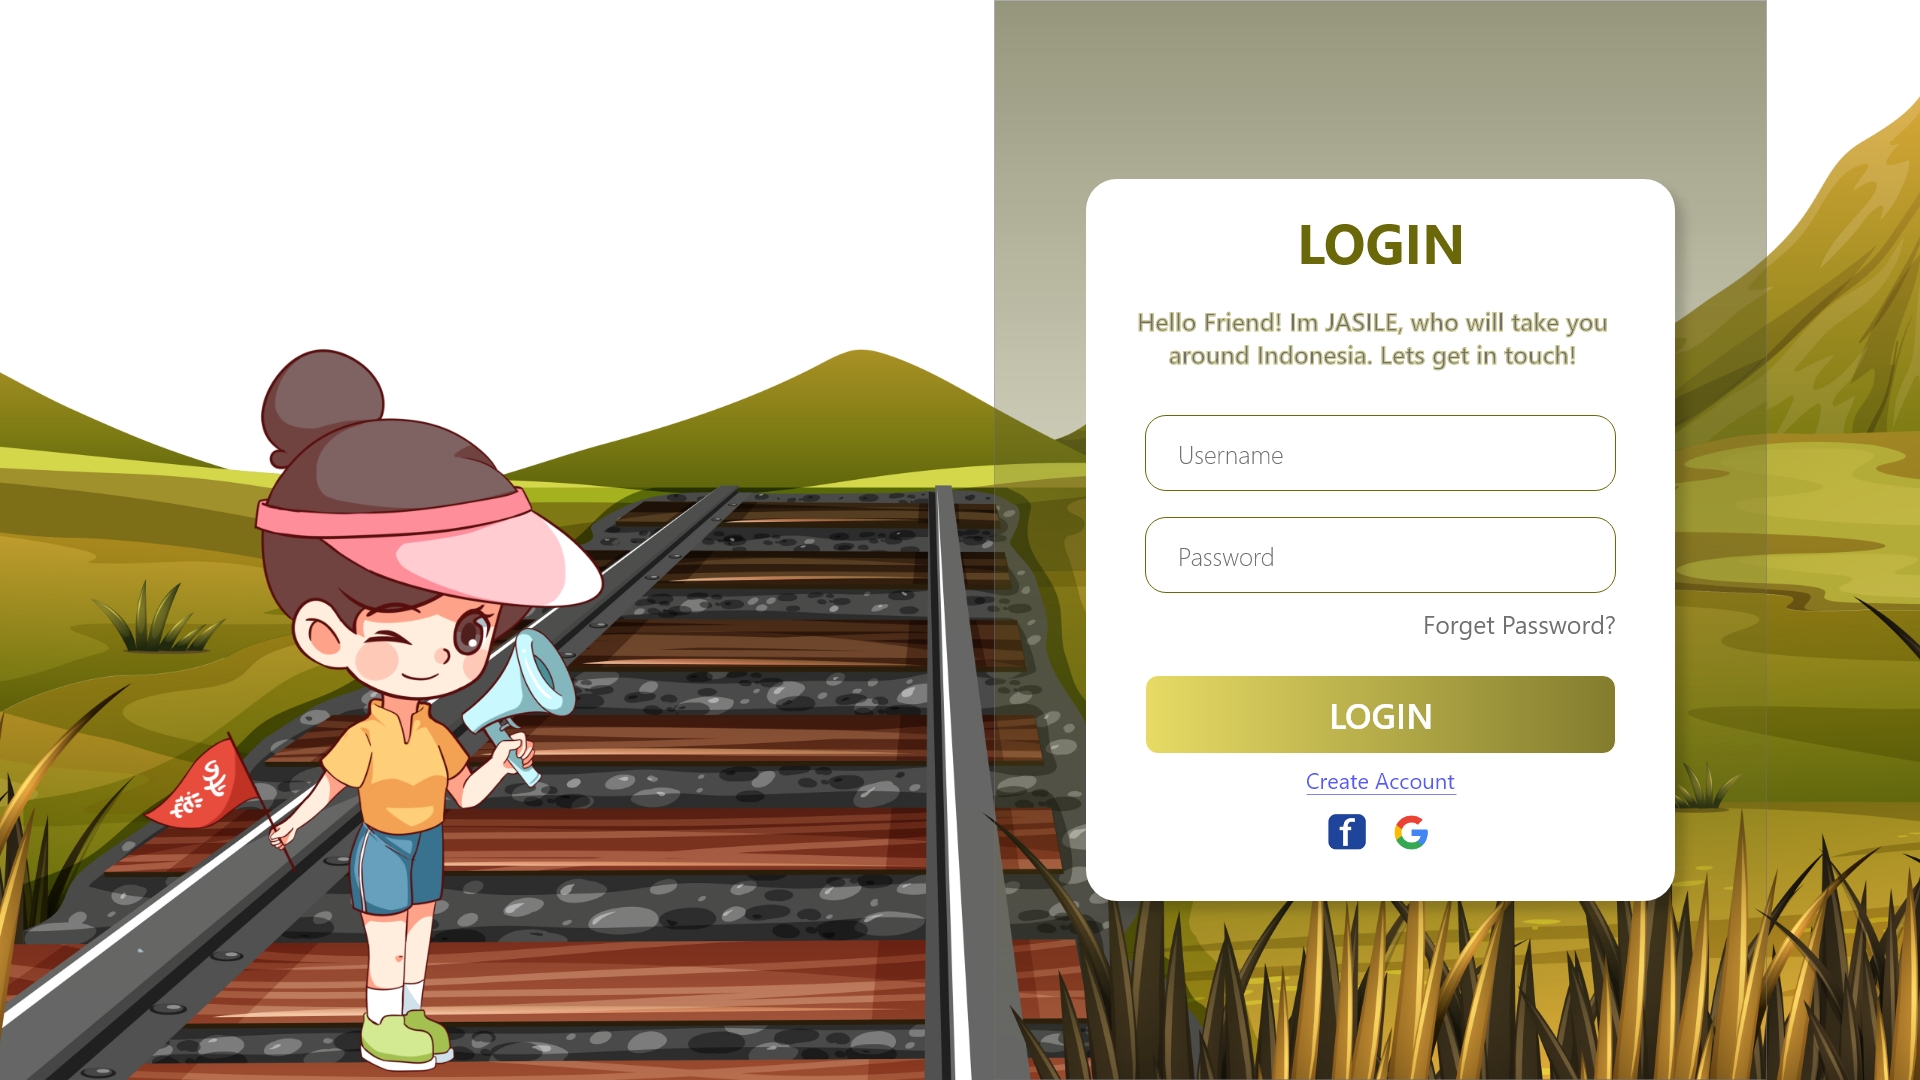 LOGIN
Hello Friend! Im JASILE, who will take you
around Indonesia. Lets get in touch!
Username
Password
Forget Password?
LOGIN
Create Account
f G